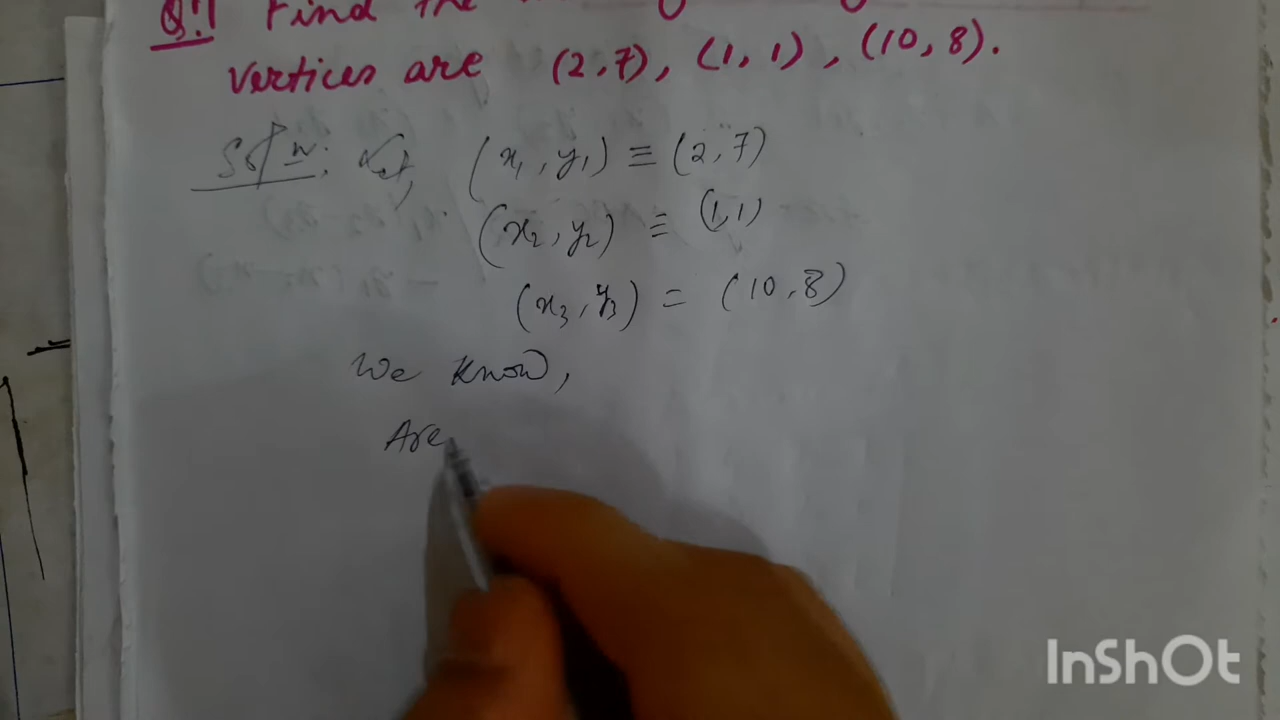 Q.1 Find the
vertices are (2,7), (1, 1), (10, 8).
Sol n: Let, (x₁, y₁) ≡ (2, 7)
(x₂, y₂) ≡ (1, 1)
(x₃, y₃) = (10, 8)
We know,
Are
InShOt